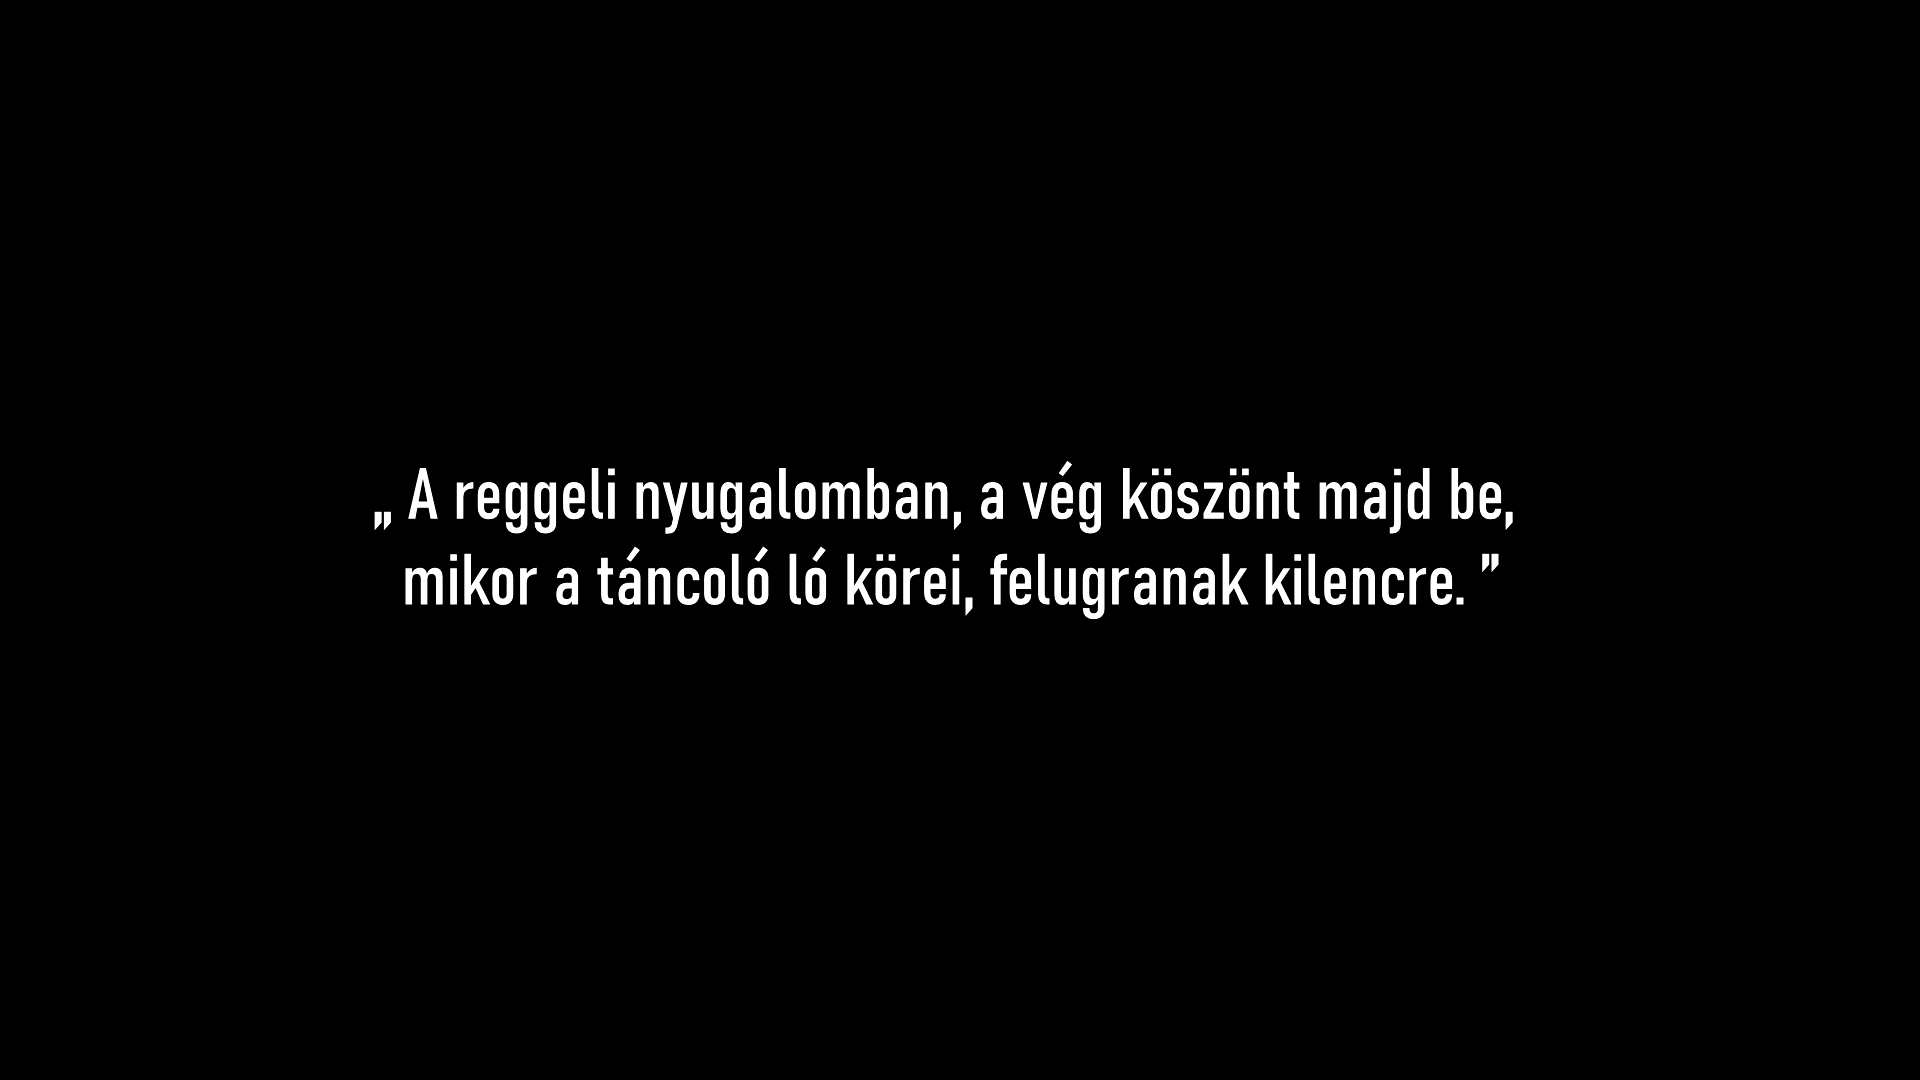 „ A reggeli nyugalomban, a vég köszönt majd be,
mikor a táncoló ló körei, felugranak kilencre. ”